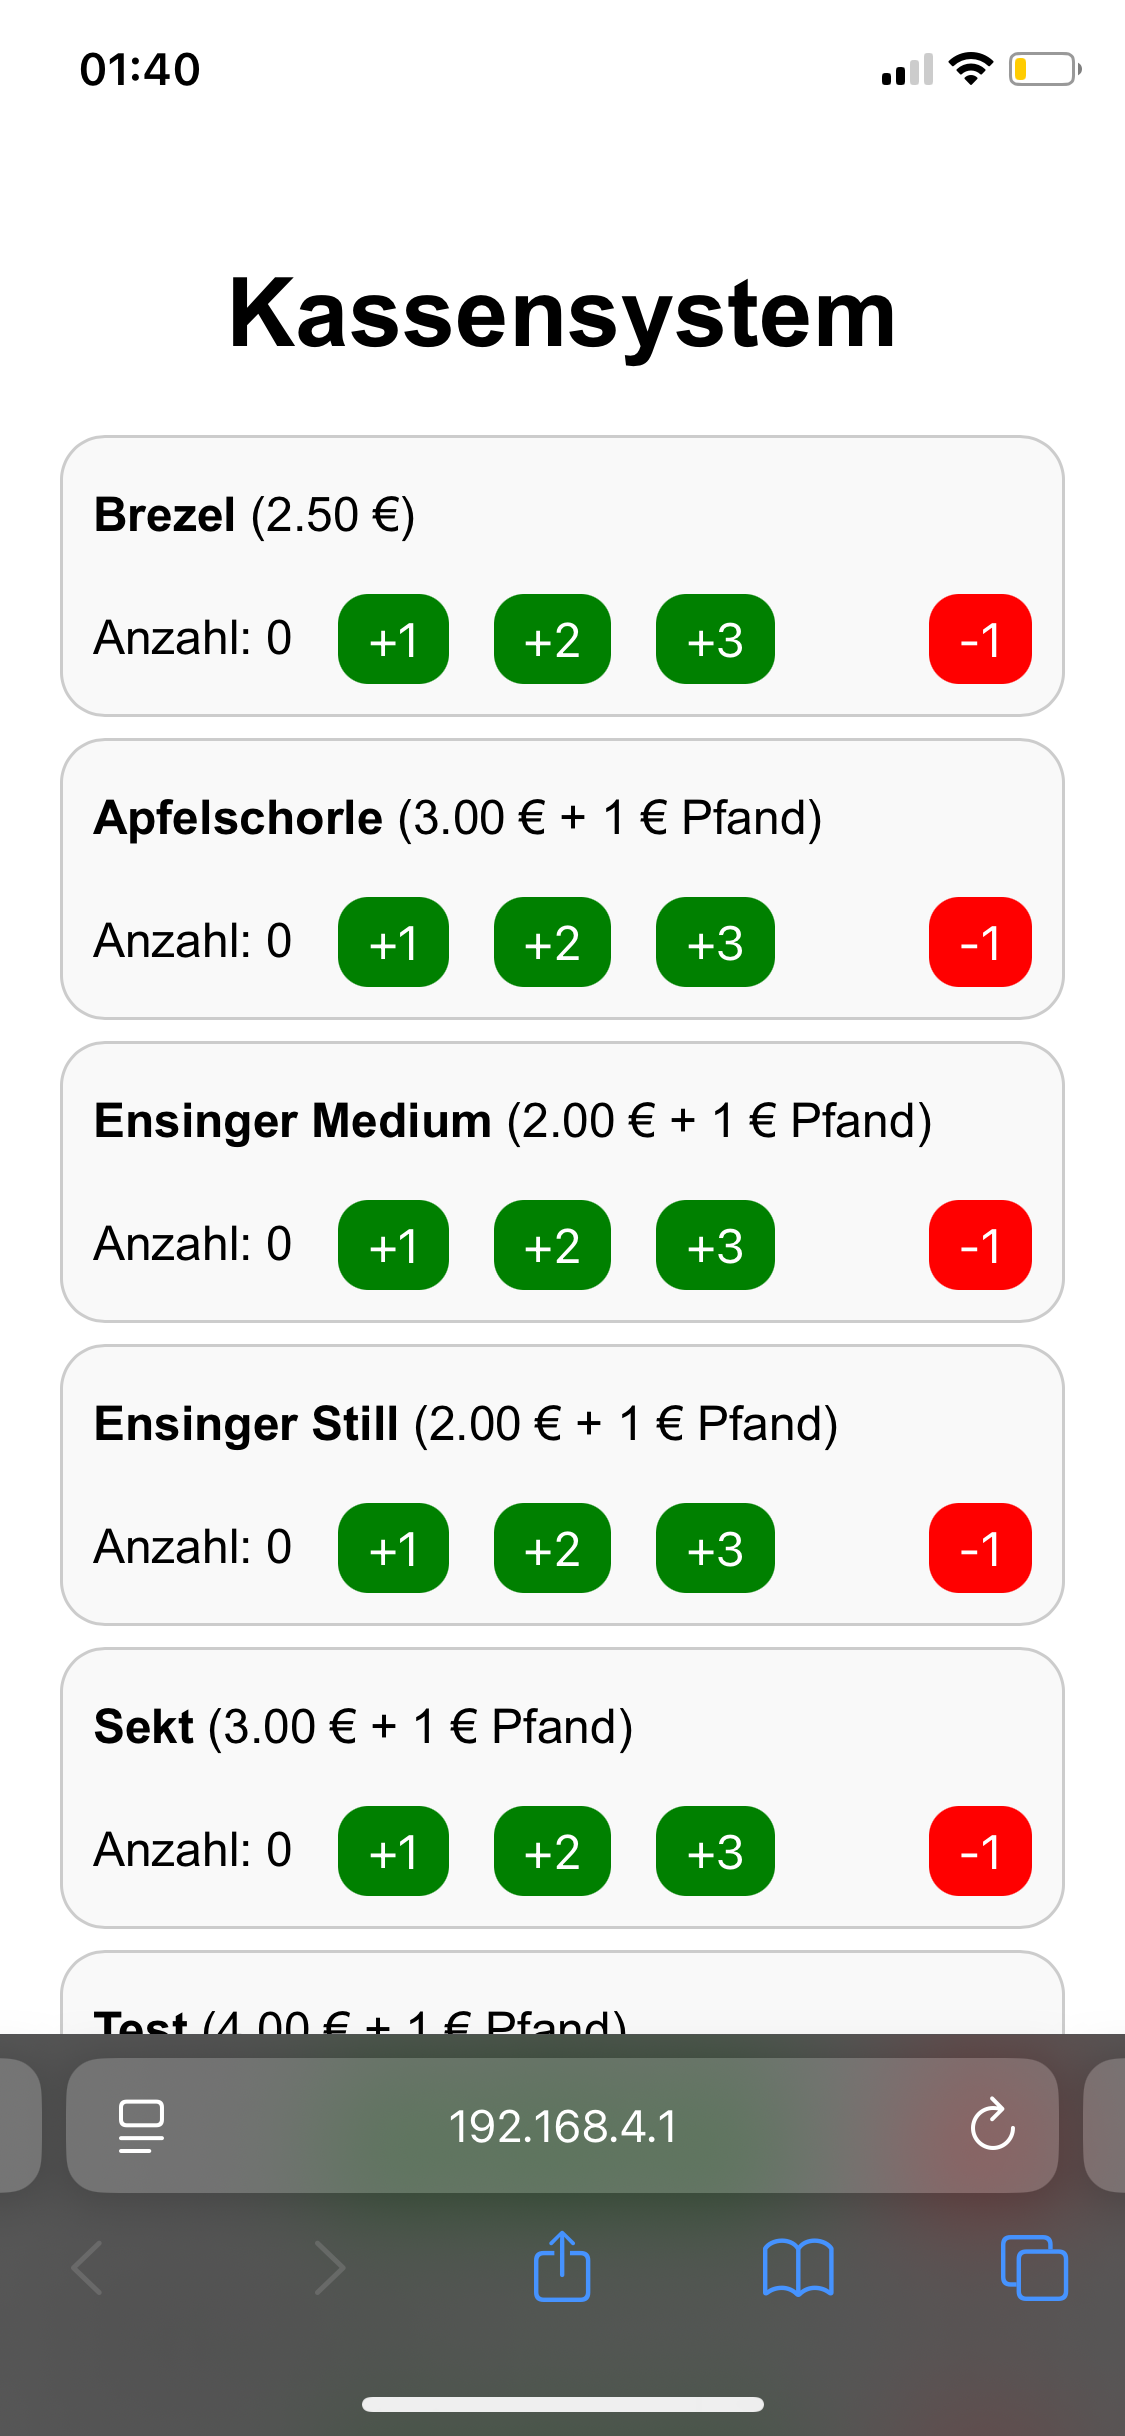 01:40
Kassensystem
Brezel (2.50 €)
Anzahl: 0 +1 +2 +3 -1
Apfelschorle (3.00 € + 1 € Pfand)
Anzahl: 0 +1 +2 +3 -1
Ensinger Medium (2.00 € + 1 € Pfand)
Anzahl: 0 +1 +2 +3 -1
Ensinger Still (2.00 € + 1 € Pfand)
Anzahl: 0 +1 +2 +3 -1
Sekt (3.00 € + 1 € Pfand)
Anzahl: 0 +1 +2 +3 -1
Test (4.00 € + 1 € Pfand)
192.168.4.1